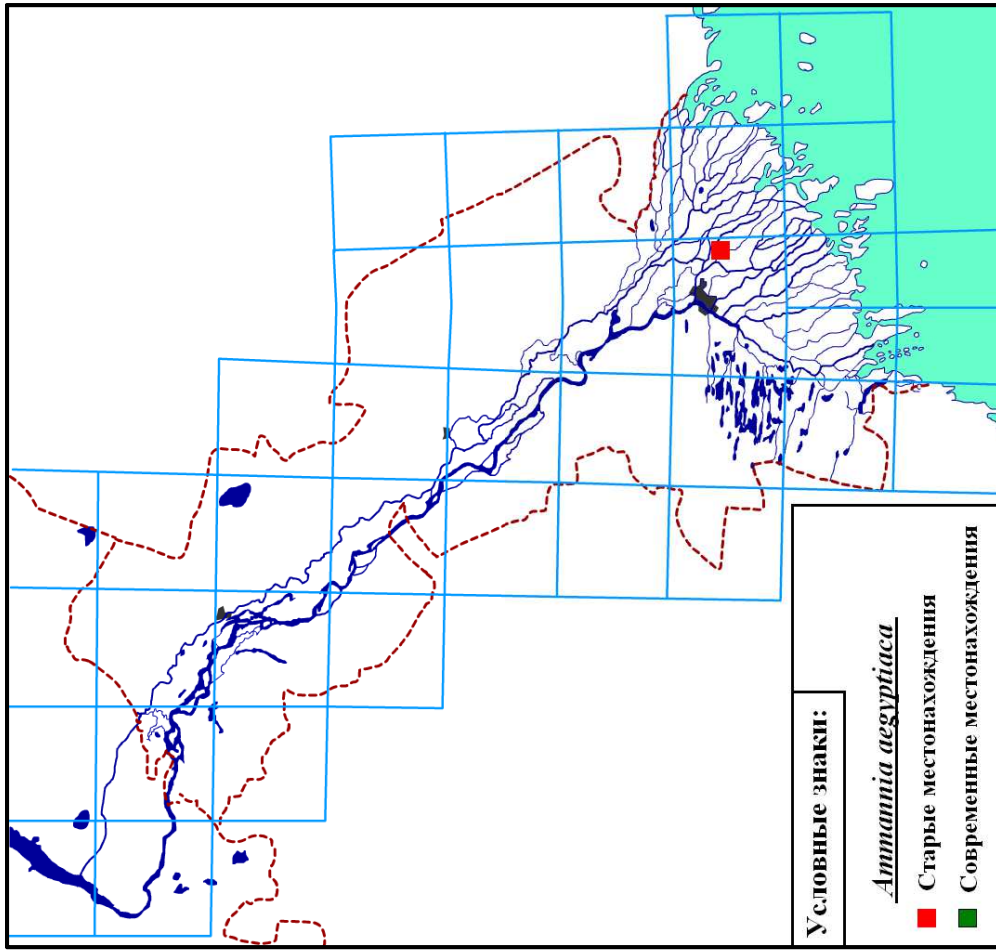 Условные знаки:
Ammannia aegyptiaca
Старые местонахождения
Современные местонахождения